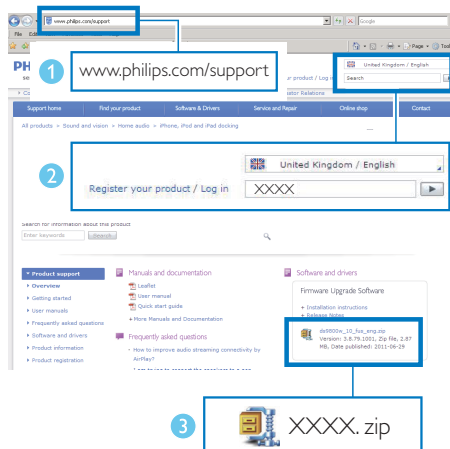 www.philips.com/support
Google
File
Page
PH
1
www.philips.com/support
United Kingdom / English
Search
r product / Log in
ator Relations
Support home Find your product Software & Drivers Service and Repair Online shop Contact
All products > Sound and vision > Home audio > iPhone, iPod and iPad docking
2
United Kingdom / English
Register your product / Log in XXXX
Search for information about this product
Enter keywords Search
Product support
Overview
Getting started
User manuals
Frequently asked questions
Software and drivers
Product information
Product registration
Manuals and documentation
Leaflet
User manual
Quick start guide
+ More Manuals and Documentation
Frequently asked questions
- How to improve audio streaming connectivity by AirPlay?
Software and drivers
Firmware Upgrade Software
+ Installation instructions
+ Release Notes
ds9800w_10_fus_eng.zip
Version: 3.8.79.1001, Zip file, 2.87
MB, Date published: 2011-06-29
3
XXXX. zip